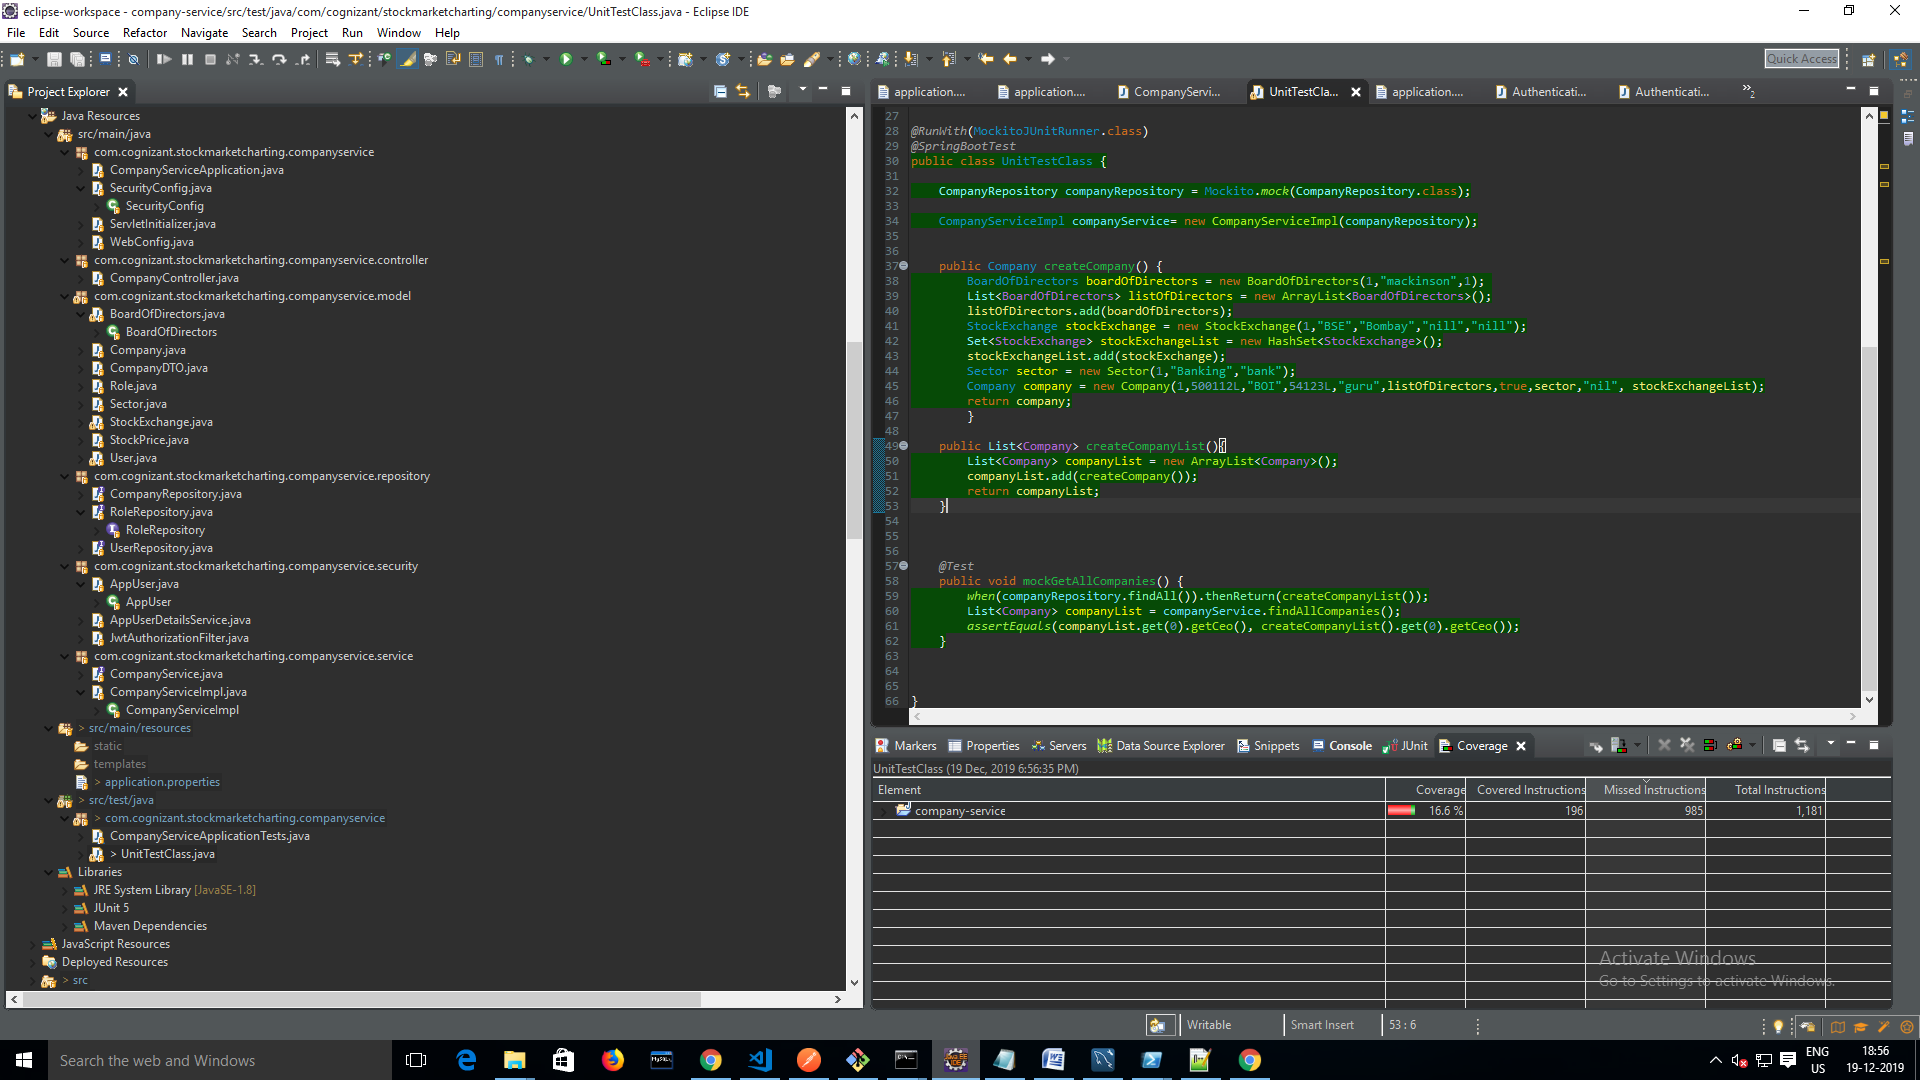 eclipse-workspace - company-service/src/test/java/com/cognizant/stockmarketcharting/companyservice/UnitTestClass.java - Eclipse IDE
File Edit Source Refactor Navigate Search Project Run Window Help
Quick Access
Project Explorer
Java Resources
src/main/java
com.cognizant.stockmarketcharting.companyservice
CompanyServiceApplication.java
SecurityConfig.java
SecurityConfig
ServletInitializer.java
WebConfig.java
com.cognizant.stockmarketcharting.companyservice.controller
CompanyController.java
com.cognizant.stockmarketcharting.companyservice.model
BoardOfDirectors.java
BoardOfDirectors
Company.java
CompanyDTO.java
Role.java
Sector.java
StockExchange.java
StockPrice.java
User.java
com.cognizant.stockmarketcharting.companyservice.repository
CompanyRepository.java
RoleRepository.java
RoleRepository
UserRepository.java
com.cognizant.stockmarketcharting.companyservice.security
AppUser.java
AppUser
AppUserDetailsService.java
JwtAuthorizationFilter.java
com.cognizant.stockmarketcharting.companyservice.service
CompanyService.java
CompanyServiceImpl.java
CompanyServiceImpl
> src/main/resources
static
templates
> application.properties
> src/test/java
> com.cognizant.stockmarketcharting.companyservice
CompanyServiceApplicationTests.java
> UnitTestClass.java
Libraries
JRE System Library [JavaSE-1.8]
JUnit 5
Maven Dependencies
JavaScript Resources
Deployed Resources
> src
application.... application.... CompanyServi... UnitTestCla... application.... Authenticati... Authenticati... »2
27
28 @RunWith(MockitoJUnitRunner.class)
29 @SpringBootTest
30 public class UnitTestClass {
31
32 CompanyRepository companyRepository = Mockito.mock(CompanyRepository.class);
33
34 CompanyServiceImpl companyService= new CompanyServiceImpl(companyRepository);
35
36
37 public Company createCompany() {
38 BoardOfDirectors boardOfDirectors = new BoardOfDirectors(1,"mackinson",1);
39 List<BoardOfDirectors> listOfDirectors = new ArrayList<BoardOfDirectors>();
40 listOfDirectors.add(boardOfDirectors);
41 StockExchange stockExchange = new StockExchange(1,"BSE","Bombay","nill","nill");
42 Set<StockExchange> stockExchangeList = new HashSet<StockExchange>();
43 stockExchangeList.add(stockExchange);
44 Sector sector = new Sector(1,"Banking","bank");
45 Company company = new Company(1,500112L,"BOI",54123L,"guru",listOfDirectors,true,sector,"nil", stockExchangeList);
46 return company;
47 }
48
49 public List<Company> createCompanyList(){
50 List<Company> companyList = new ArrayList<Company>();
51 companyList.add(createCompany());
52 return companyList;
53 }
54
55
56
57 @Test
58 public void mockGetAllCompanies() {
59 when(companyRepository.findAll()).thenReturn(createCompanyList());
60 List<Company> companyList = companyService.findAllCompanies();
61 assertEquals(companyList.get(0).getCeo(), createCompanyList().get(0).getCeo());
62 }
63
64
65
66 }
Markers Properties Servers Data Source Explorer Snippets Console JUnit Coverage
UnitTestClass (19 Dec, 2019 6:56:35 PM)
Element Coverage Covered Instructions Missed Instructions Total Instructions
company-service 16.6 % 196 985 1,181
Activate Windows
Go to Settings to activate Windows.
Writable Smart Insert 53 : 6
Search the web and Windows
ENG
US
18:56
19-12-2019